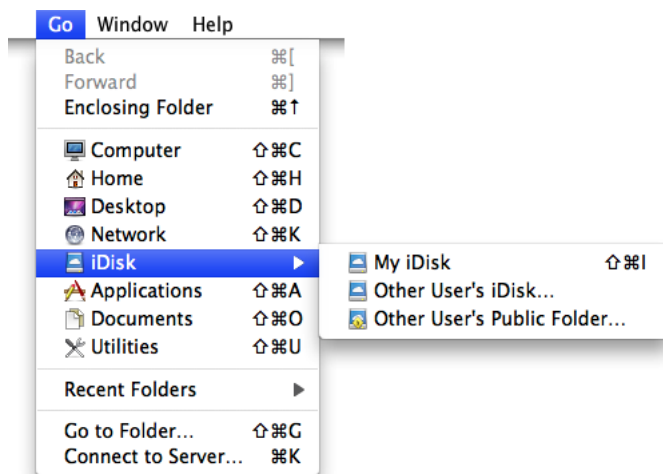 Go Window Help
Back ⌘[
Forward ⌘]
Enclosing Folder ⌘↑
Computer ⇧⌘C
Home ⇧⌘H
Desktop ⇧⌘D
Network ⇧⌘K
iDisk ▶
My iDisk ⇧⌘I
Other User's iDisk...
Other User's Public Folder...
Applications ⇧⌘A
Documents ⇧⌘O
Utilities ⇧⌘U
Recent Folders ▶
Go to Folder... ⇧⌘G
Connect to Server... ⌘K